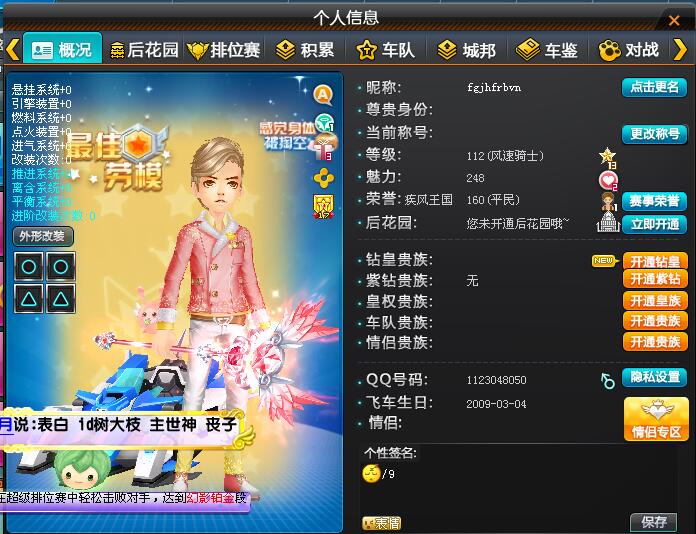 个人信息
概况 后花园 排位赛 积累 车队 城邦 车鉴 对战
悬挂系统+0
引擎装置+0
燃料系统+0
点火装置+0
进气系统+0
改装次数:0
推进系统+0
离合系统+0
平衡系统+0
进阶改装次数:0
外形改装
最佳
劳模
感觉身体
被掏空
A
1
3
17
月说:表白 1d树大枝 主世神 丧子
在超级排位赛中轻松击败对手，达到幻影铂金段
昵称: fgjhfrbvn 点击更名
尊贵身份:
当前称号: 更改称号
等级: 112 (风速骑士) 13
魅力: 248 2
荣誉: 疾风王国 160 (平民) 1 赛事荣誉
后花园: 您未开通后花园哦~ 1 立即开通
钻皇贵族: NEW 开通钻皇
紫钻贵族: 无 开通紫钻
皇权贵族: 开通皇族
车队贵族: 开通贵族
情侣贵族: 开通贵族
QQ号码: 1123048050 隐私设置
飞车生日: 2009-03-04
情侣: 情侣专区
个性签名:
/9
表情 保存